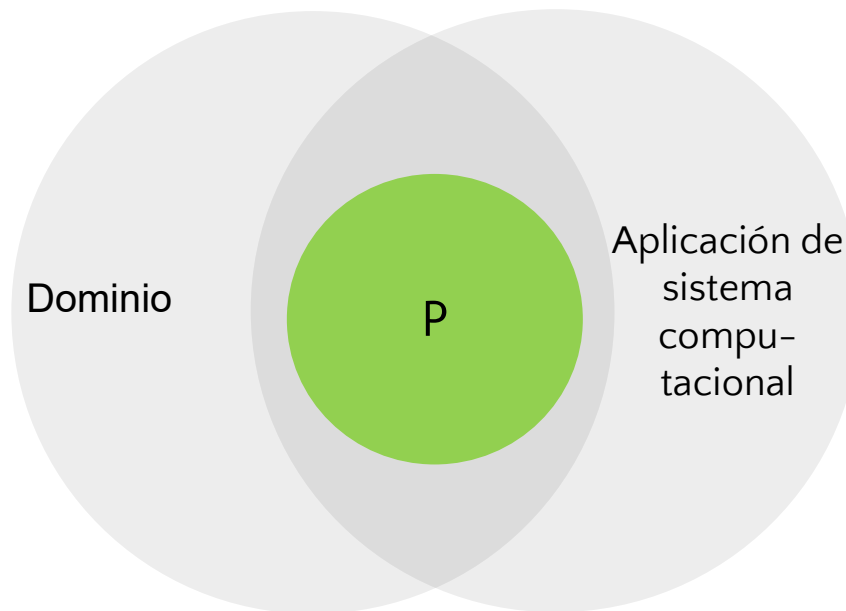 Dominio
P
Aplicación de
sistema
compu-
tacional